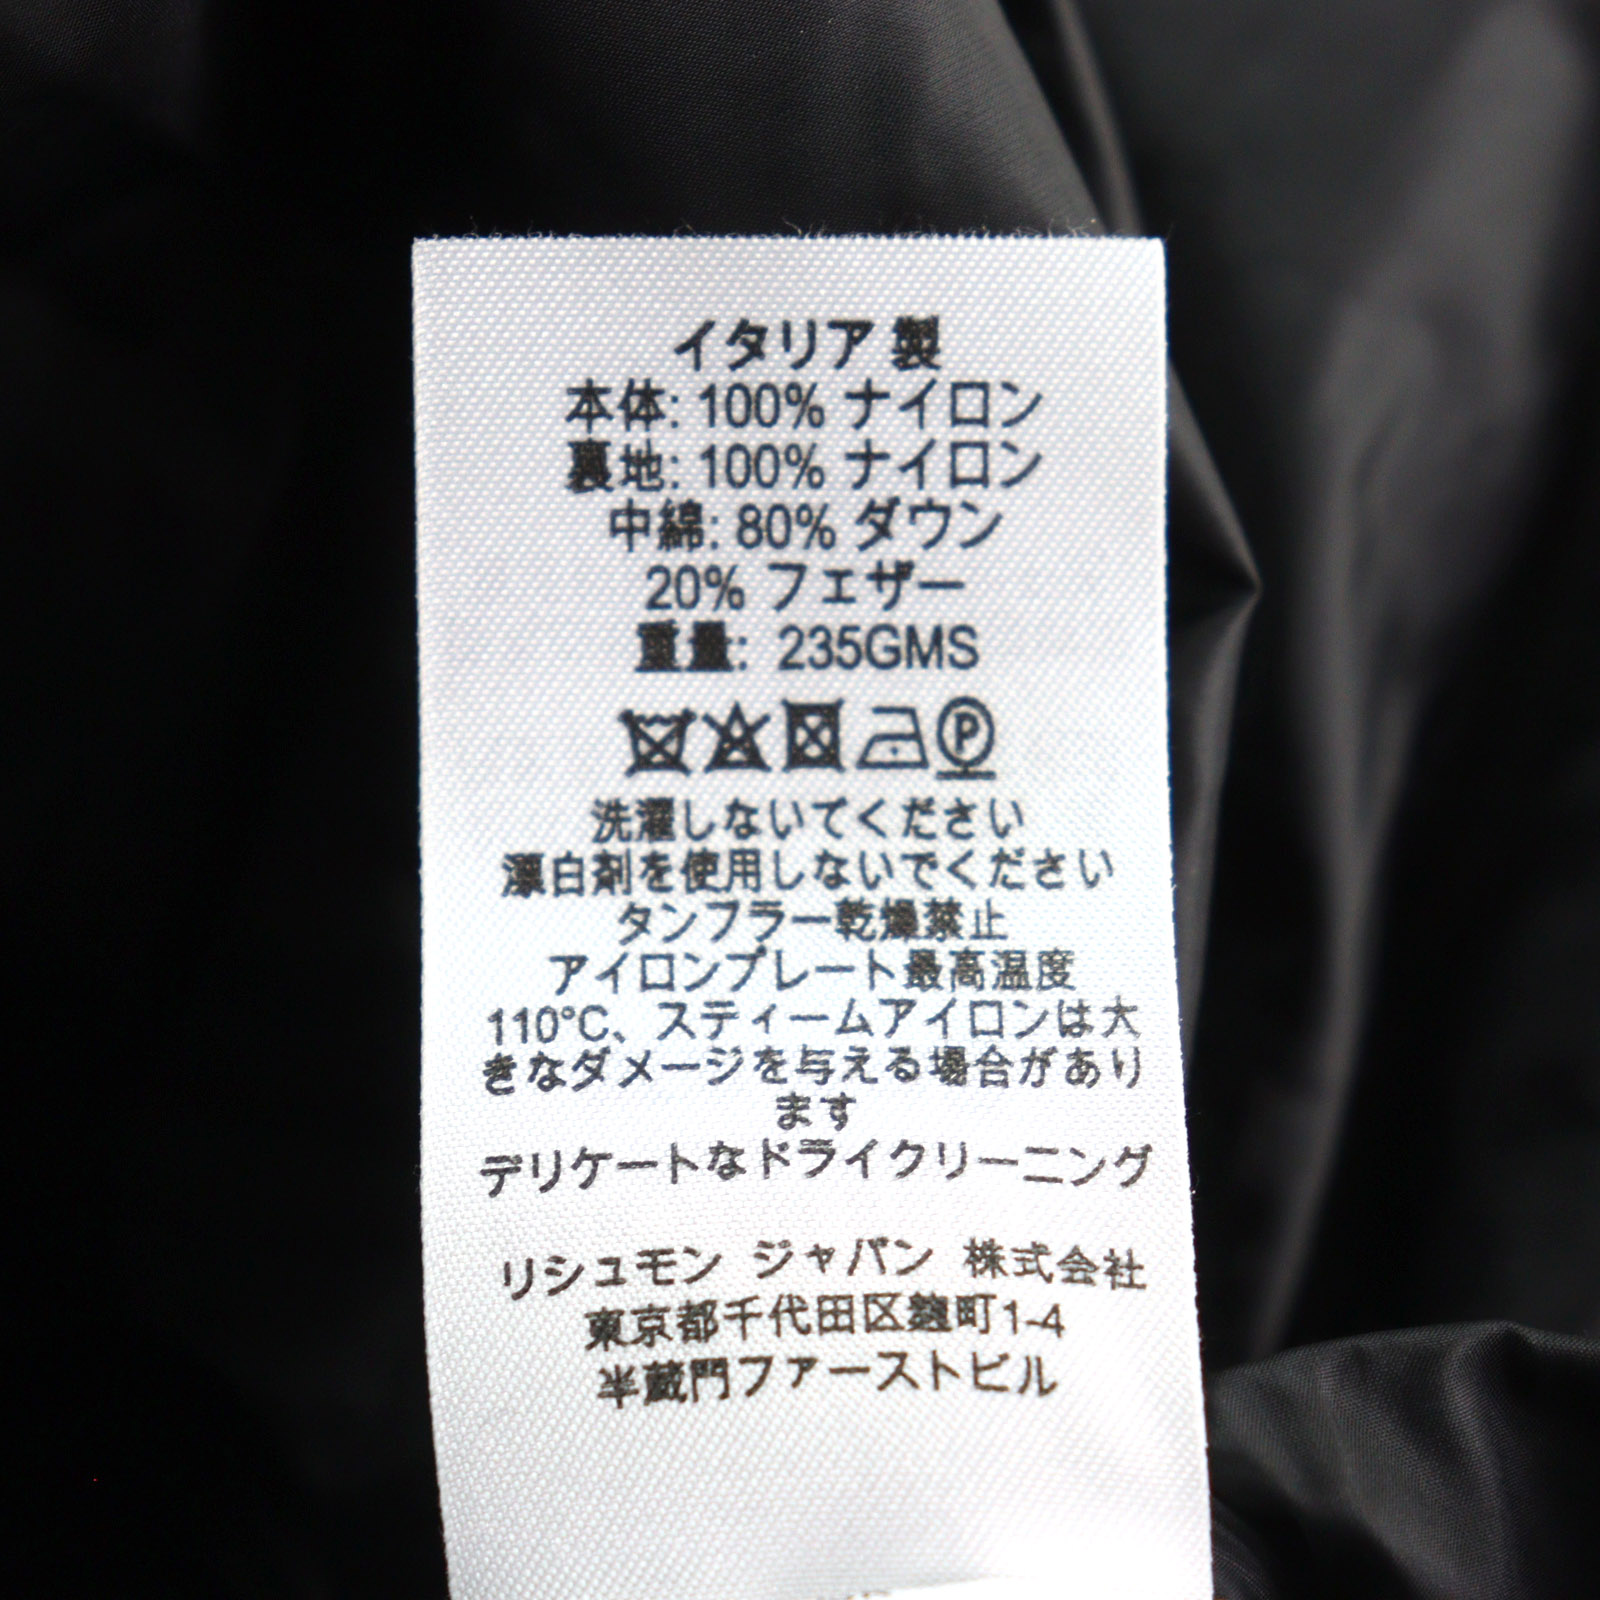 イタリア 製
本体: 100% ナイロン
裏地: 100% ナイロン
中綿: 80% ダウン
20% フェザー
重量: 235GMS
P
洗濯しないてください
漂白剤を使用しないでください
タンフラー乾燥禁止
アイロンプレート最高温度
110°C、スティームアイロンは大
きなダメージを与える場合があり
ます
デリケートなドライクリーニング
リシュモン ジャパン 株式会社
東京都千代田区麹町1-4
半蔵門ファーストビル